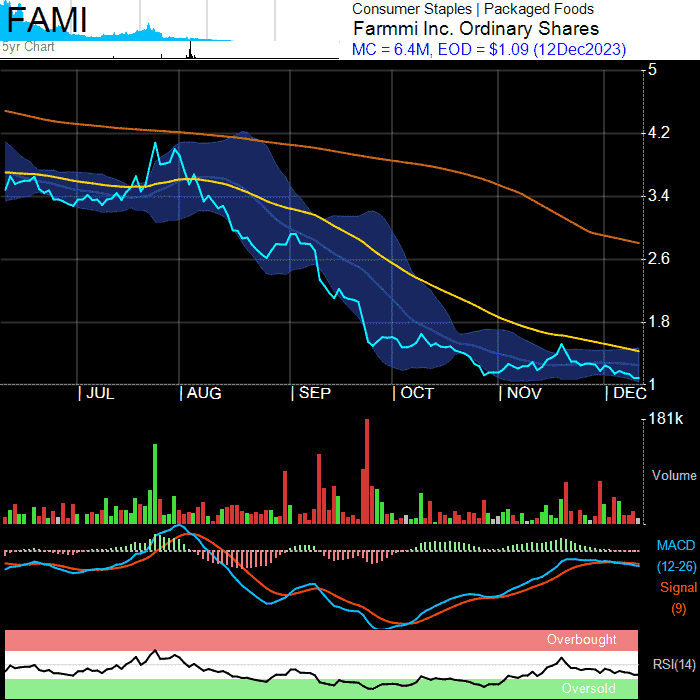 FAMI
5yr Chart
Consumer Staples | Packaged Foods
Farmmi Inc. Ordinary Shares
MC = 6.4M, EOD = $1.09 (12Dec2023)
5
4.2
3.4
2.6
1.8
1
JUL AUG SEP OCT NOV DEC
181k
Volume
MACD
(12-26)
Signal
(9)
Overbought
RSI(14)
Oversold